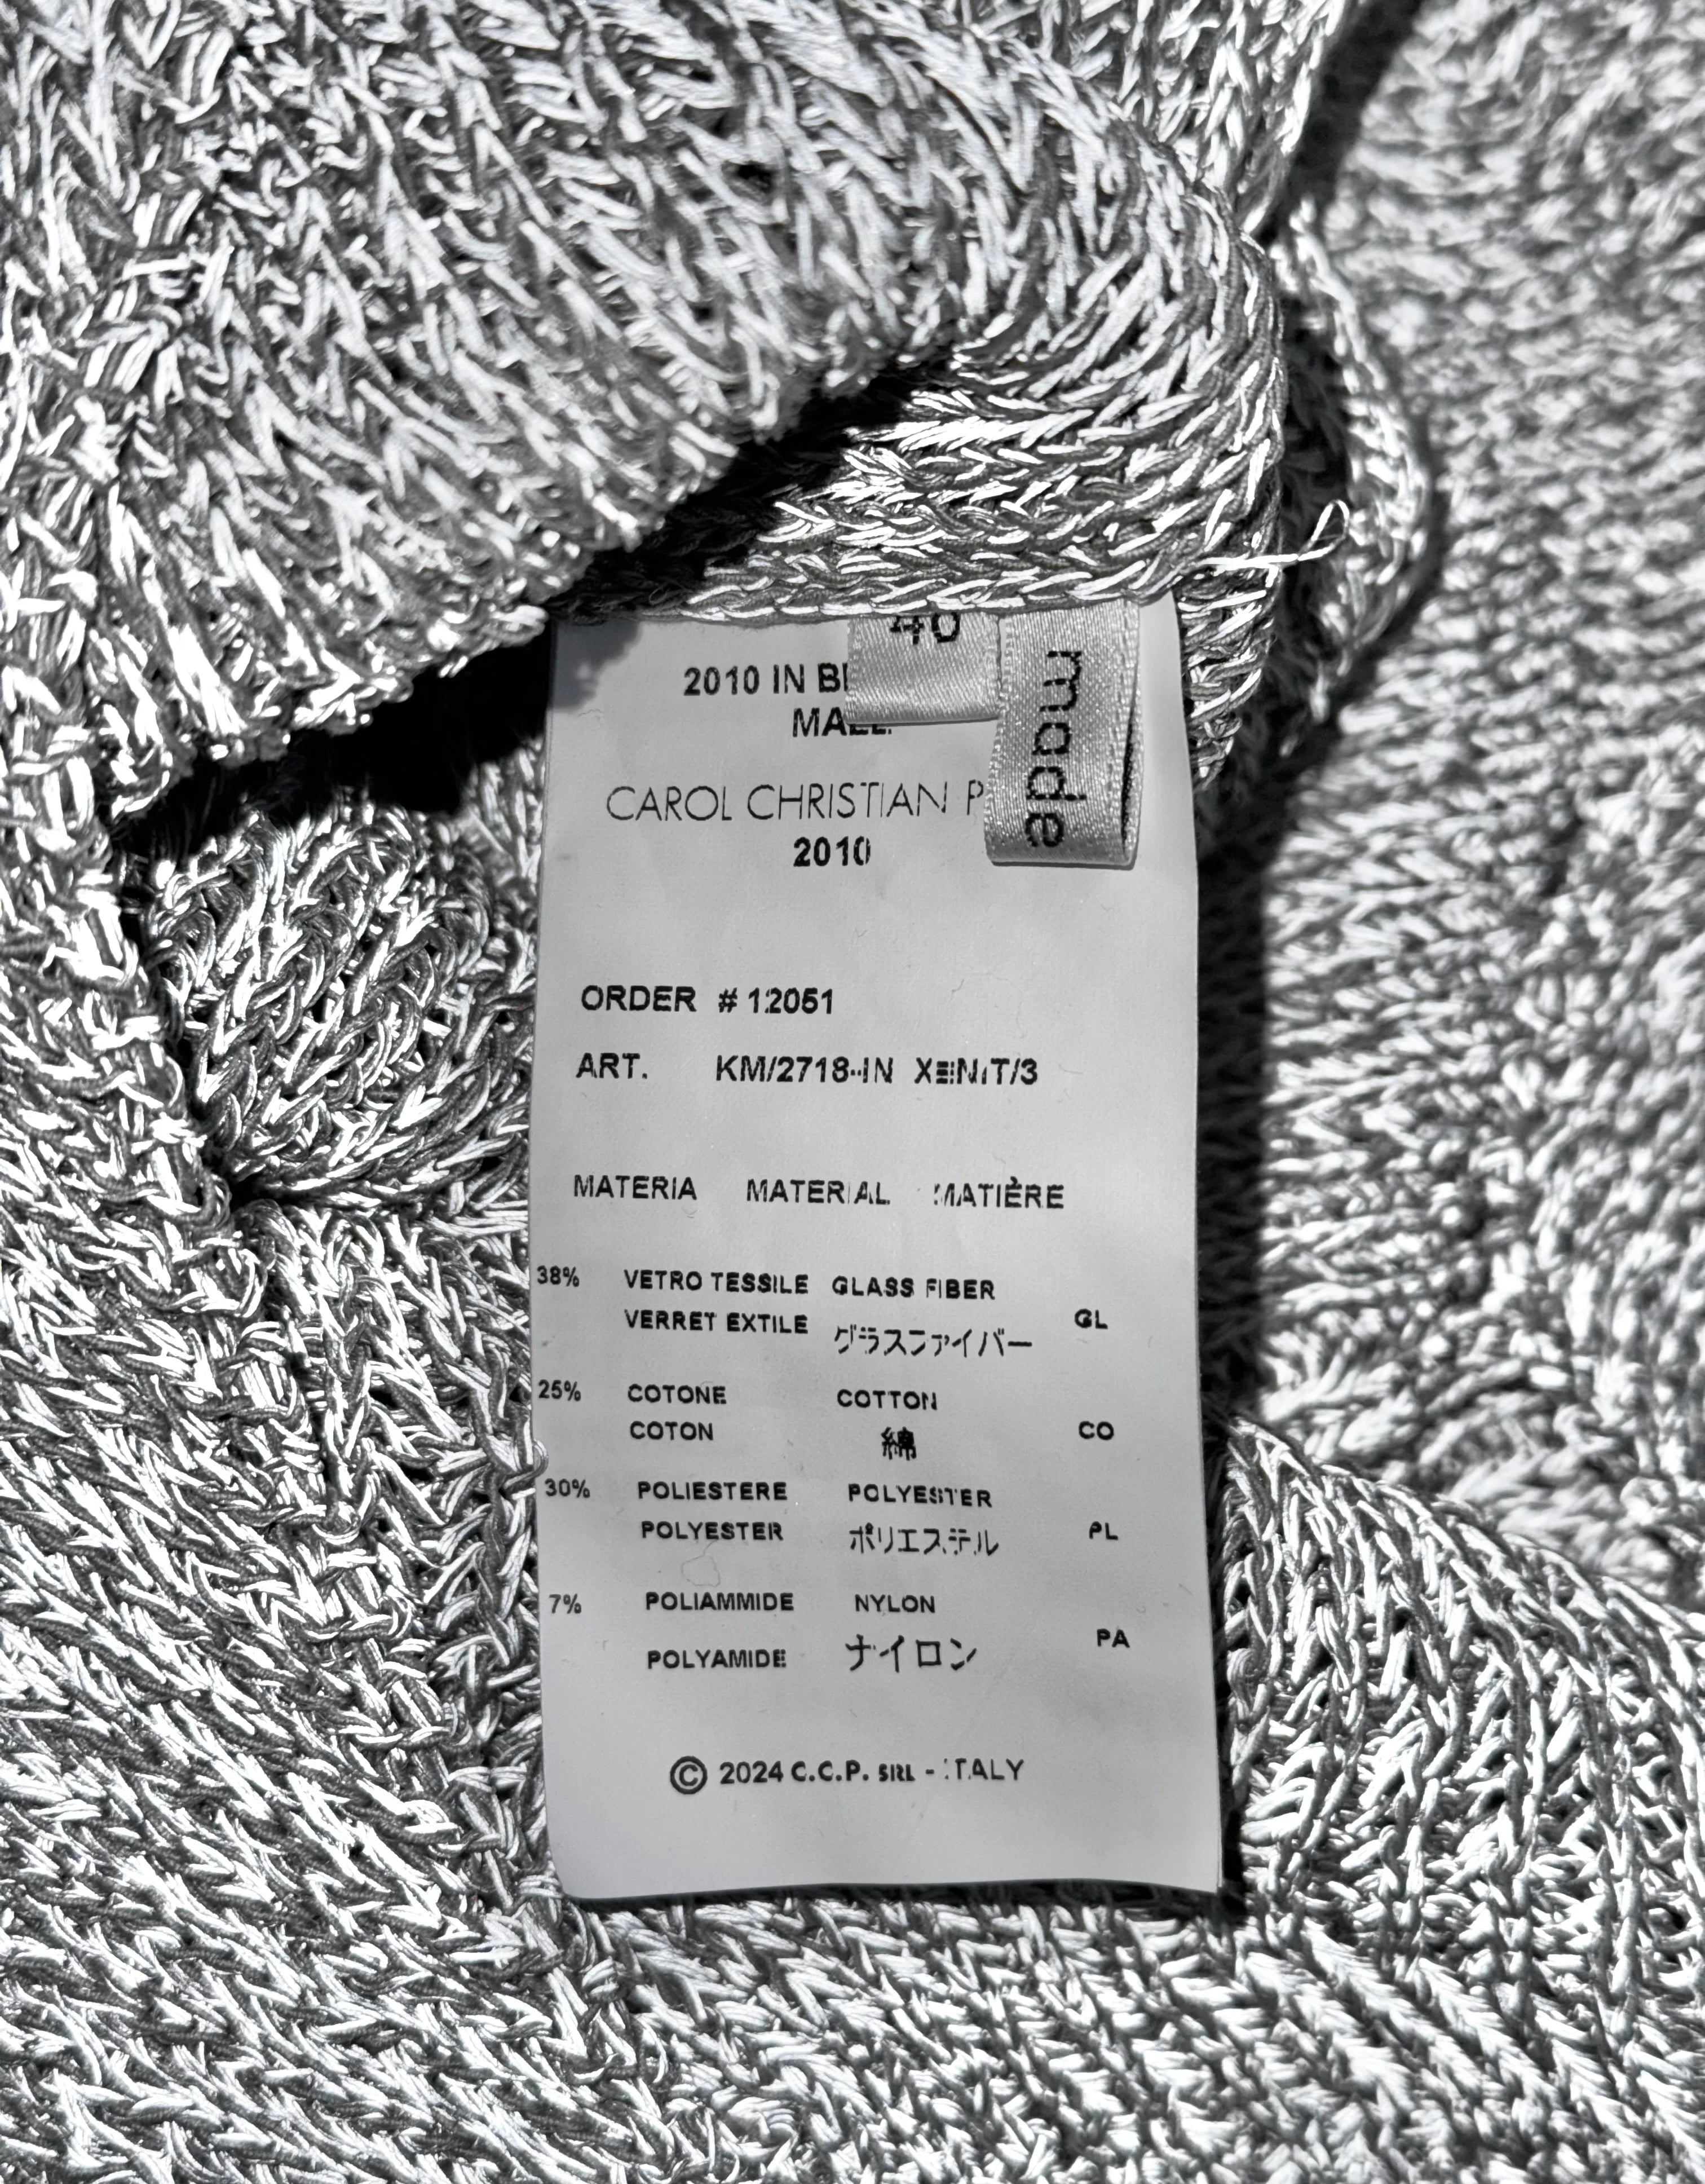 40
made
2010 IN
CAROL CHRISTIAN
2010
ORDER # 12051
ART. KM/2718-IN XENIT/3
MATERIA MATERIAL MATIÈRE
38% VETRO TESSILE GLASS FIBER
VERRET EXTILE グラスファイバー GL
25% COTONE COTTON
COTON 綿 CO
30% POLIESTERE POLYESTER
POLYESTER ポリエステル PL
7% POLIAMMIDE NYLON
POLYAMIDE ナイロン PA
© 2024 C.C.P. SRL - ITALY